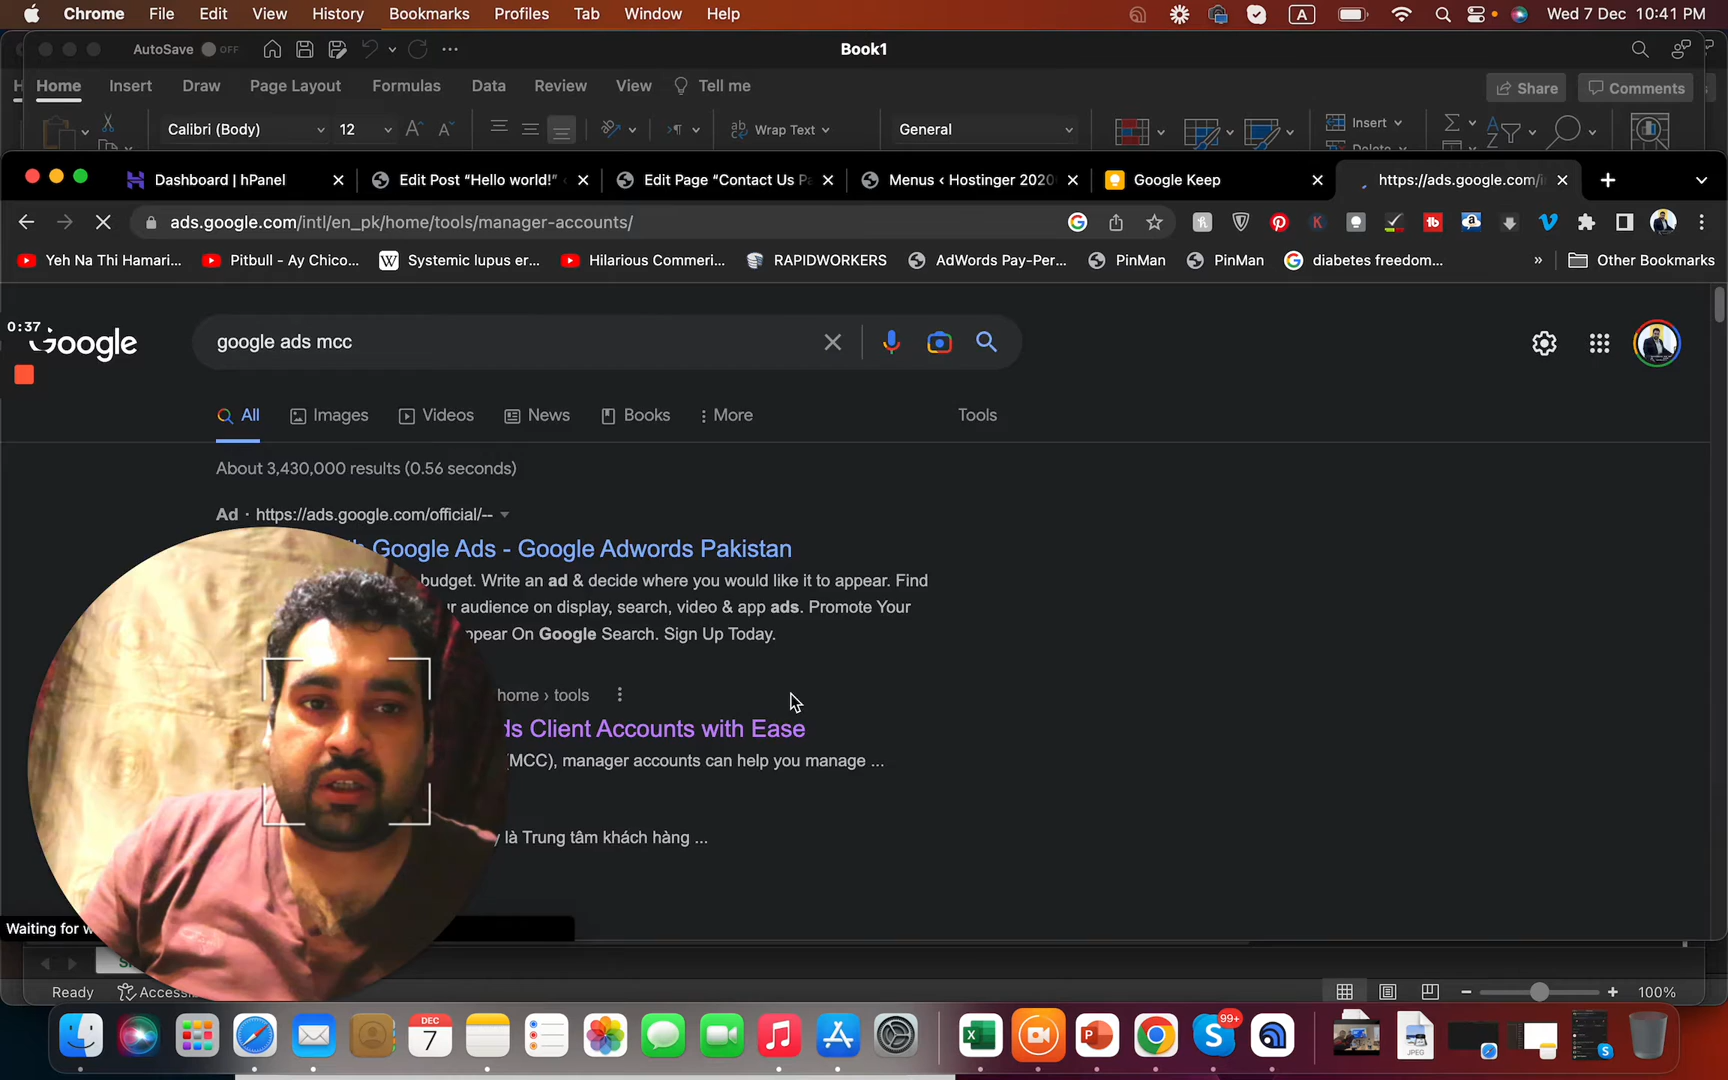 Chrome File Edit View History Bookmarks Profiles Tab Window Help A Wed 7 Dec 10:41 PM
AutoSave OFF Book1
Home Insert Draw Page Layout Formulas Data Review View Tell me Share Comments
Calibri (Body) 12 Wrap Text General Insert
Dashboard | hPanel Edit Post “Hello world!” Edit Page “Contact Us Menus ‹ Hostinger 2020 Google Keep https://ads.google.com/
ads.google.com/intl/en_pk/home/tools/manager-accounts/
Yeh Na Thi Hamari... Pitbull - Ay Chico... Systemic lupus er... Hilarious Commeri... RAPIDWORKERS AdWords Pay-Per... PinMan PinMan diabetes freedom... » Other Bookmarks
0:37
Google google ads mcc
All Images Videos News Books More Tools
About 3,430,000 results (0.56 seconds)
Ad · https://ads.google.com/official/--
Google Ads - Google Adwords Pakistan
budget. Write an ad & decide where you would like it to appear. Find
audience on display, search, video & app ads. Promote Your
On Google Search. Sign Up Today.
home › tools
Client Accounts with Ease
(MCC), manager accounts can help you manage ...
là Trung tâm khách hàng ...
Waiting for
Ready 100%
DEC
7
99+
JPEG